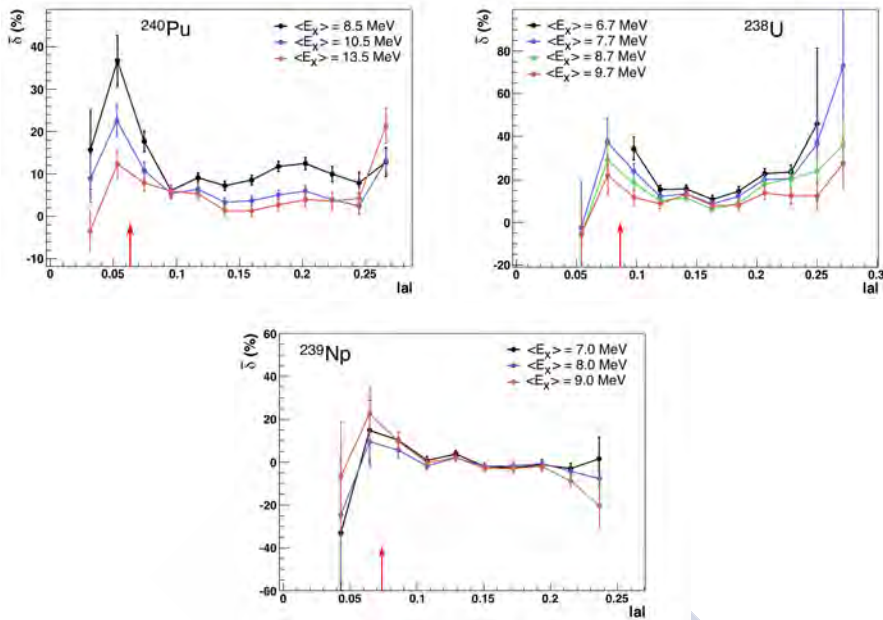 δ̄ (%)
²⁴⁰Pu
<Eₓ> = 8.5 MeV
<Eₓ> = 10.5 MeV
<Eₓ> = 13.5 MeV
40
30
20
10
0
-10
0
0.05
0.1
0.15
0.2
0.25
|a|
δ̄ (%)
<Eₓ> = 6.7 MeV
<Eₓ> = 7.7 MeV
<Eₓ> = 8.7 MeV
<Eₓ> = 9.7 MeV
²³⁸U
80
60
40
20
0
-20
0
0.05
0.1
0.15
0.2
0.25
0.3
|a|
δ̄ (%)
²³⁹Np
<Eₓ> = 7.0 MeV
<Eₓ> = 8.0 MeV
<Eₓ> = 9.0 MeV
60
40
20
0
-20
-40
-60
0
0.05
0.1
0.15
0.2
0.25
|a|